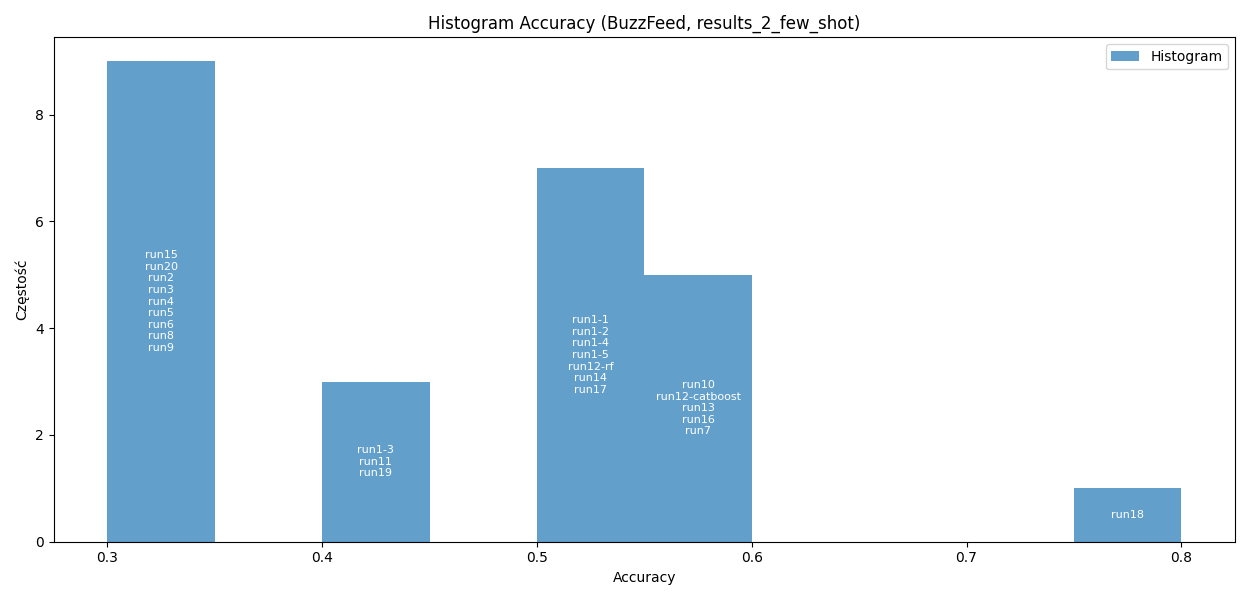 Histogram Accuracy (BuzzFeed, results_2_few_shot)
Histogram
Częstość
8
6
4
2
0
run15
run20
run2
run3
run4
run5
run6
run8
run9
run1-3
run11
run19
run1-1
run1-2
run1-4
run1-5
run12-rf
run14
run17
run10
run12-catboost
run13
run16
run7
run18
0.3
0.4
0.5
0.6
0.7
0.8
Accuracy